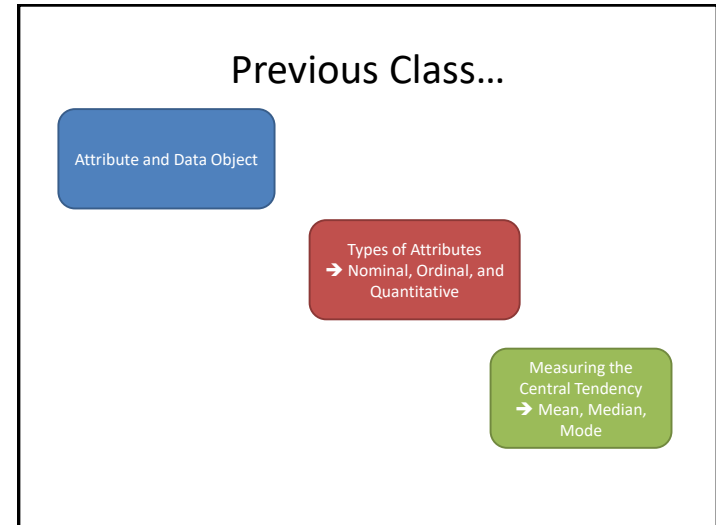 Previous Class...
Attribute and Data Object
Types of Attributes
➔ Nominal, Ordinal, and
Quantitative
Measuring the
Central Tendency
➔ Mean, Median,
Mode